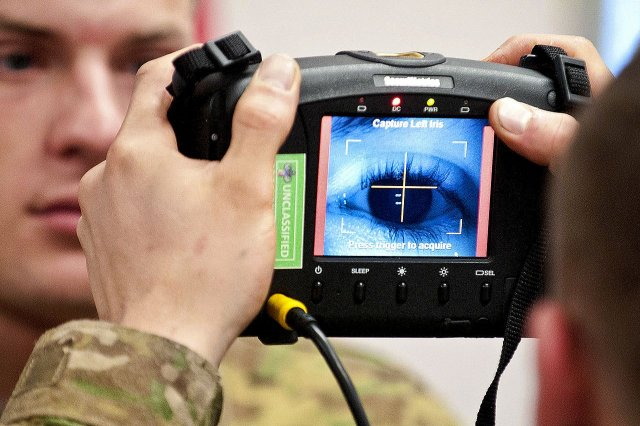 DC
PWR
Capture Left Iris
Press trigger to acquire
UNCLASSIFIED
SLEEP
SEL